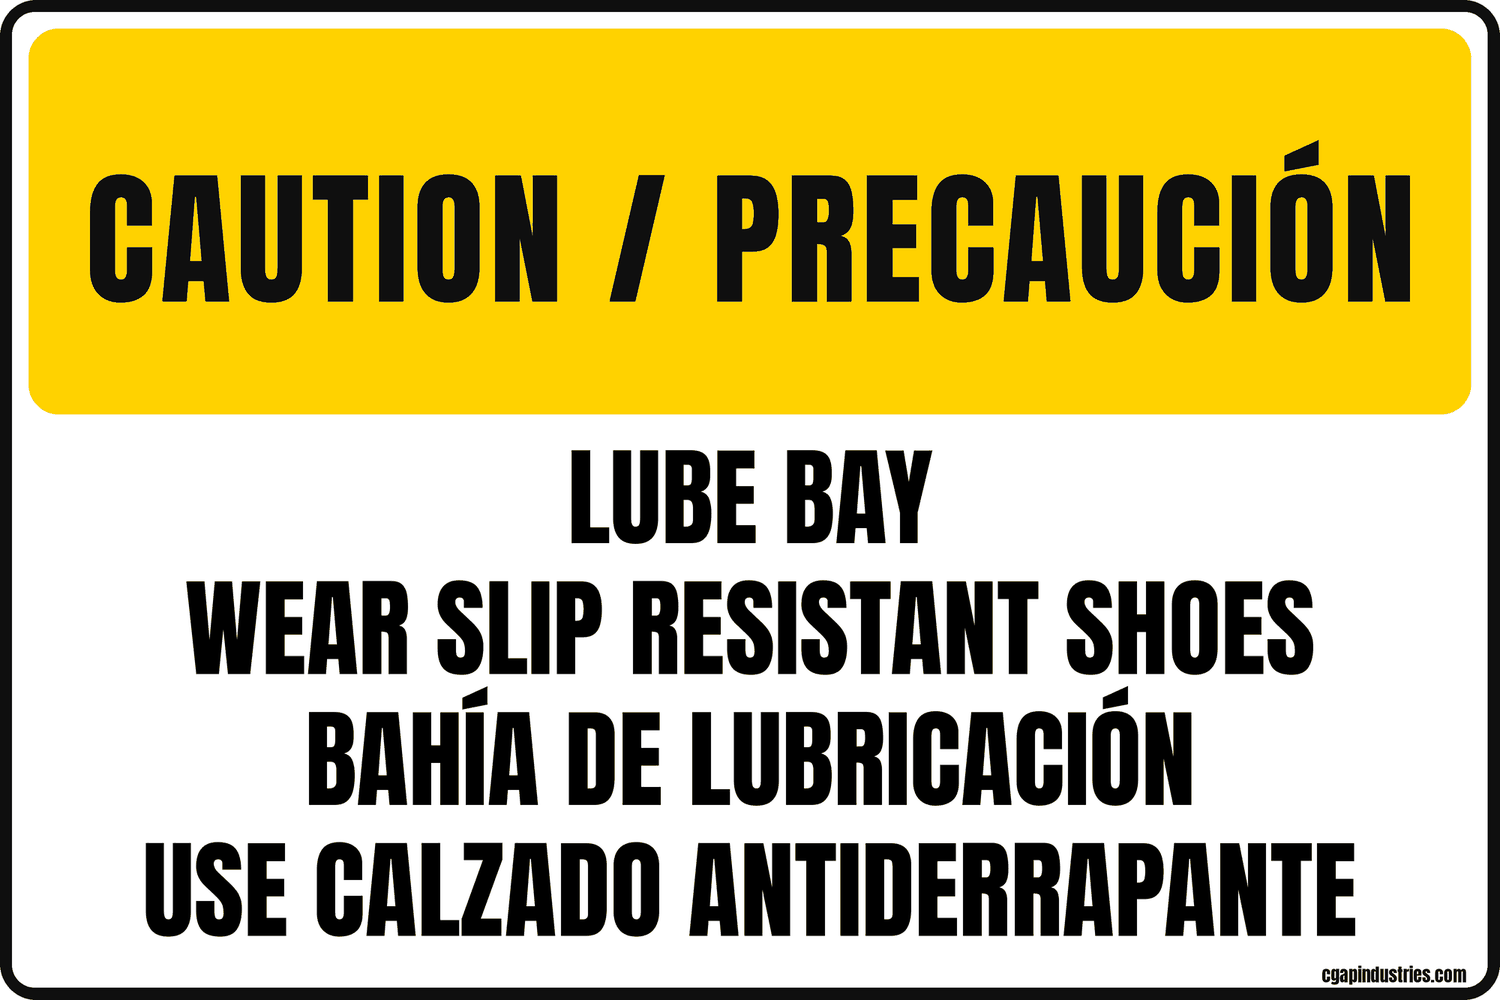 CAUTION / PRECAUCIÓN
LUBE BAY
WEAR SLIP RESISTANT SHOES
BAHÍA DE LUBRICACIÓN
USE CALZADO ANTIDERRAPANTE
cgapindustries.com